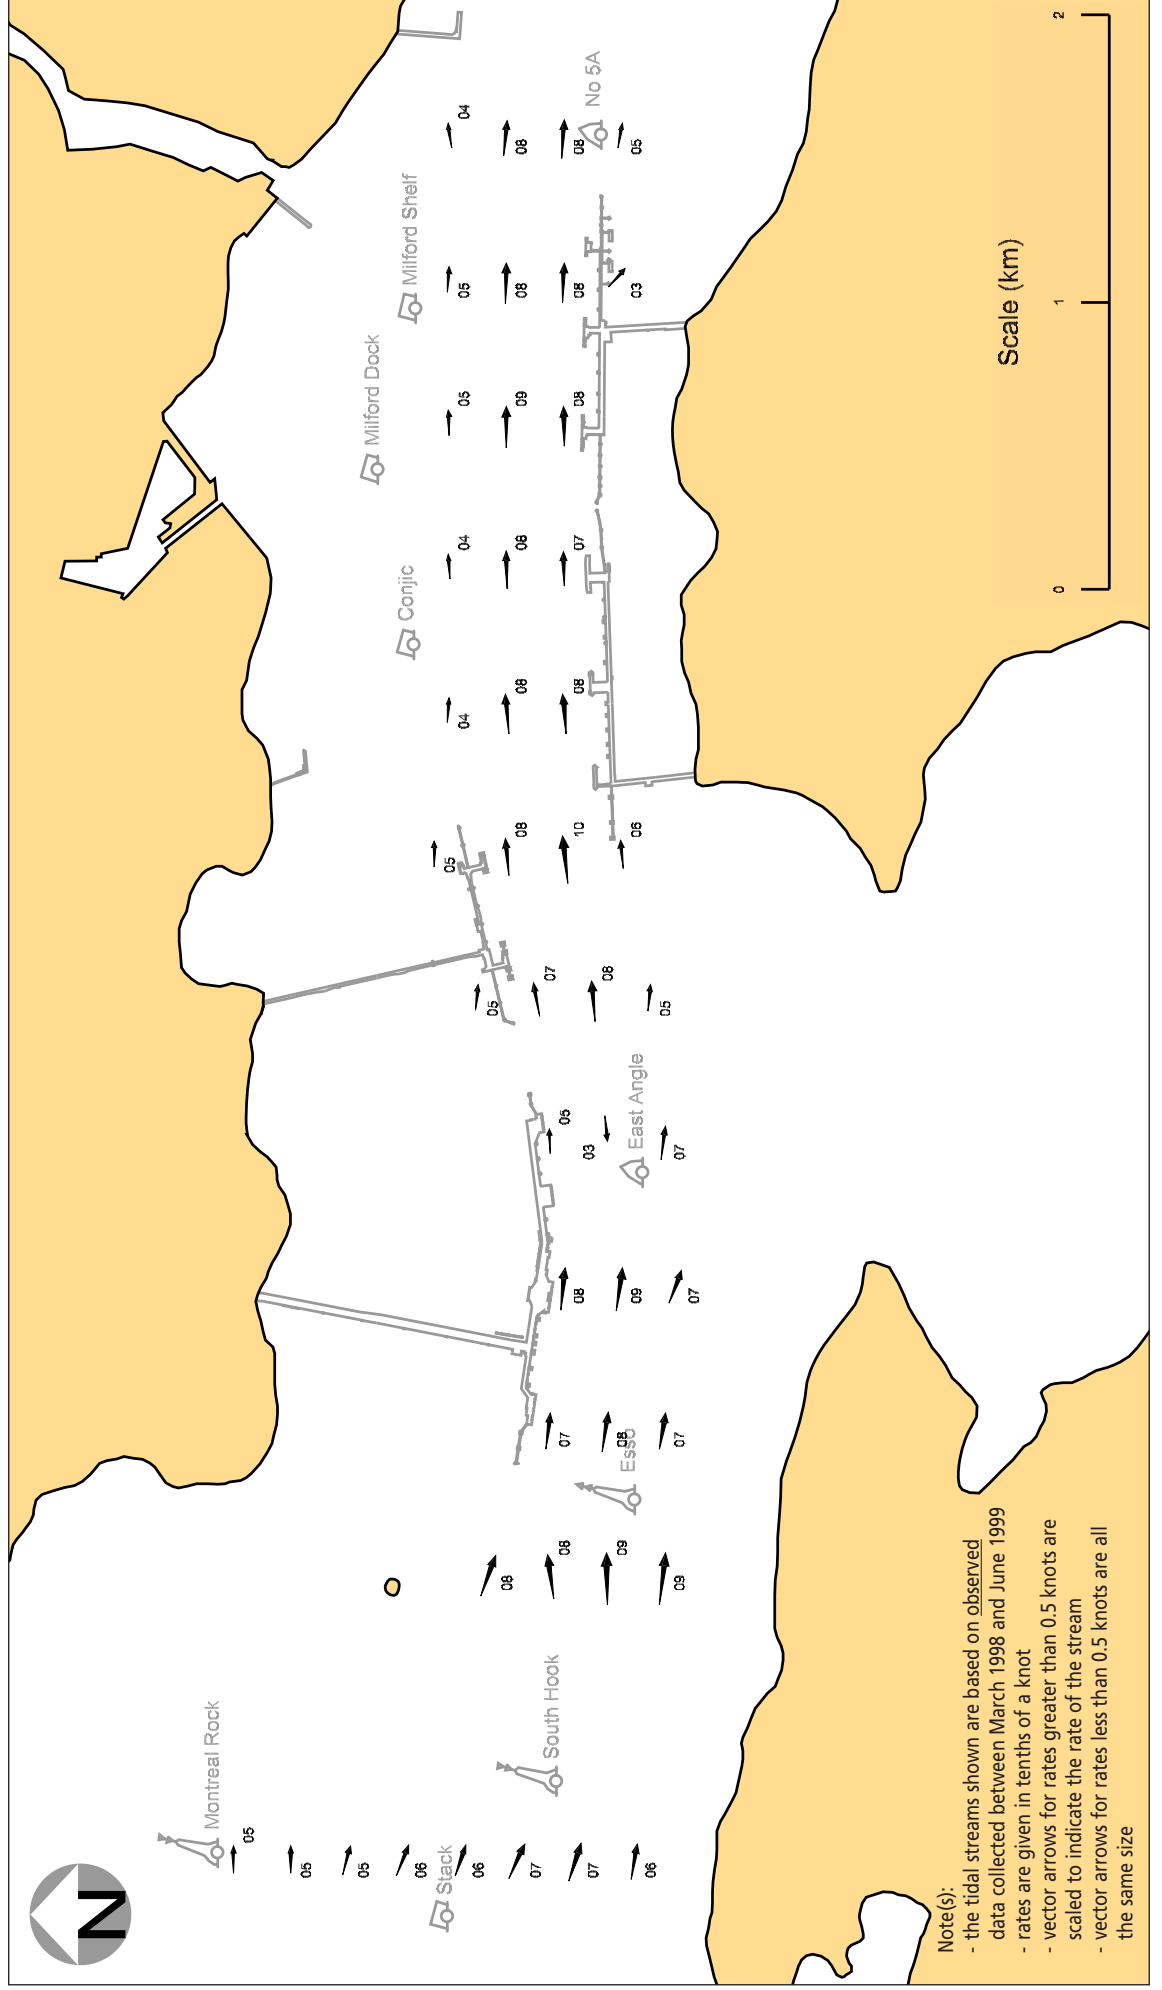 N
Montreal Rock
05
05
05
06
Stack
06
07
07
06
South Hook
08
08
09
09
Esso
07
08
07
08
09
07
05
03
East Angle
07
05
07
08
05
05
08
10
06
04
08
08
Conjic
04
08
07
Milford Dock
05
09
08
Milford Shelf
05
08
08
03
04
08
08
No 5A
05
Scale (km)
0 1 2
Note(s):
- the tidal streams shown are based on observed
data collected between March 1998 and June 1999
- rates are given in tenths of a knot
- vector arrows for rates greater than 0.5 knots are
scaled to indicate the rate of the stream
- vector arrows for rates less than 0.5 knots are all
the same size